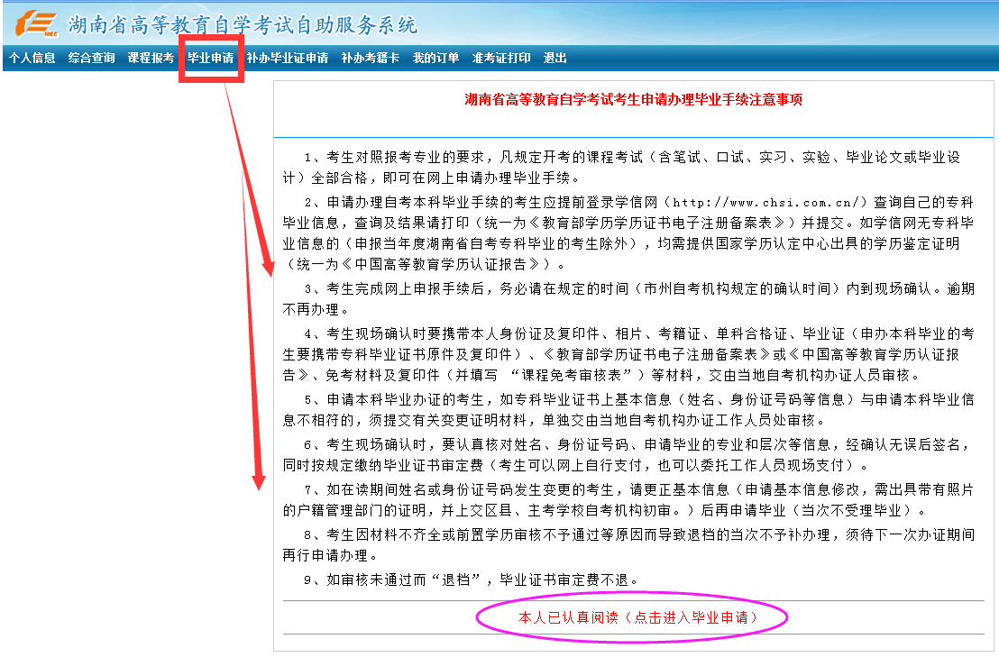 NEE
湖南省高等教育自学考试自助服务系统
个人信息 综合查询 课程报考 毕业申请 补办毕业证申请 补办考籍卡 我的订单 准考证打印 退出
湖南省高等教育自学考试考生申请办理毕业手续注意事项
1、考生对照报考专业的要求，凡规定开考的课程考试（含笔试、口试、实习、实验、毕业论文或毕业设
计）全部合格，即可在网上申请办理毕业手续。
2、申请办理自考本科毕业手续的考生应提前登录学信网（http://www.chsi.com.cn/）查询自己的专科
毕业信息，查询及结果请打印（统一为《教育部学历学历证书电子注册备案表》）并提交。如学信网无专科毕
业信息的（申报当年度湖南省自考专科毕业的考生除外），均需提供国家学历认定中心出具的学历鉴定证明
（统一为《中国高等教育学历认证报告》）。
3、考生完成网上申报手续后，务必请在规定的时间（市州自考机构规定的确认时间）内到现场确认。逾期
不再办理。
4、考生现场确认时要携带本人身份证及复印件、相片、考籍证、单科合格证、毕业证（申办本科毕业的考
生要携带专科毕业证书原件及复印件）、《教育部学历证书电子注册备案表》或《中国高等教育学历认证报
告》、免考材料及复印件（并填写 “课程免考审核表”）等材料，交由当地自考机构办证人员审核。
5、申请本科毕业办证的考生，如专科毕业证书上基本信息（姓名、身份证号码等信息）与申请本科毕业信
息不相符的，须提交有关变更证明材料，单独交由当地自考机构办证工作人员处审核。
6、考生现场确认时，要认真核对姓名、身份证号码、申请毕业的专业和层次等信息，经确认无误后签名，
同时按规定缴纳毕业证书审定费（考生可以网上自行支付，也可以委托工作人员现场支付）。
7、如在读期间姓名或身份证号码发生变更的考生，请更正基本信息（申请基本信息修改，需出具带有照片
的户籍管理部门的证明，并上交区县、主考学校自考机构初审。）后再申请毕业（当次不受理毕业）。
8、考生因材料不齐全或前置学历审核不予通过等原因而导致退档的当次不予补办理，须待下一次办证期间
再行申请办理。
9、如审核未通过而“退档”，毕业证书审定费不退。
本人已认真阅读（点击进入毕业申请）